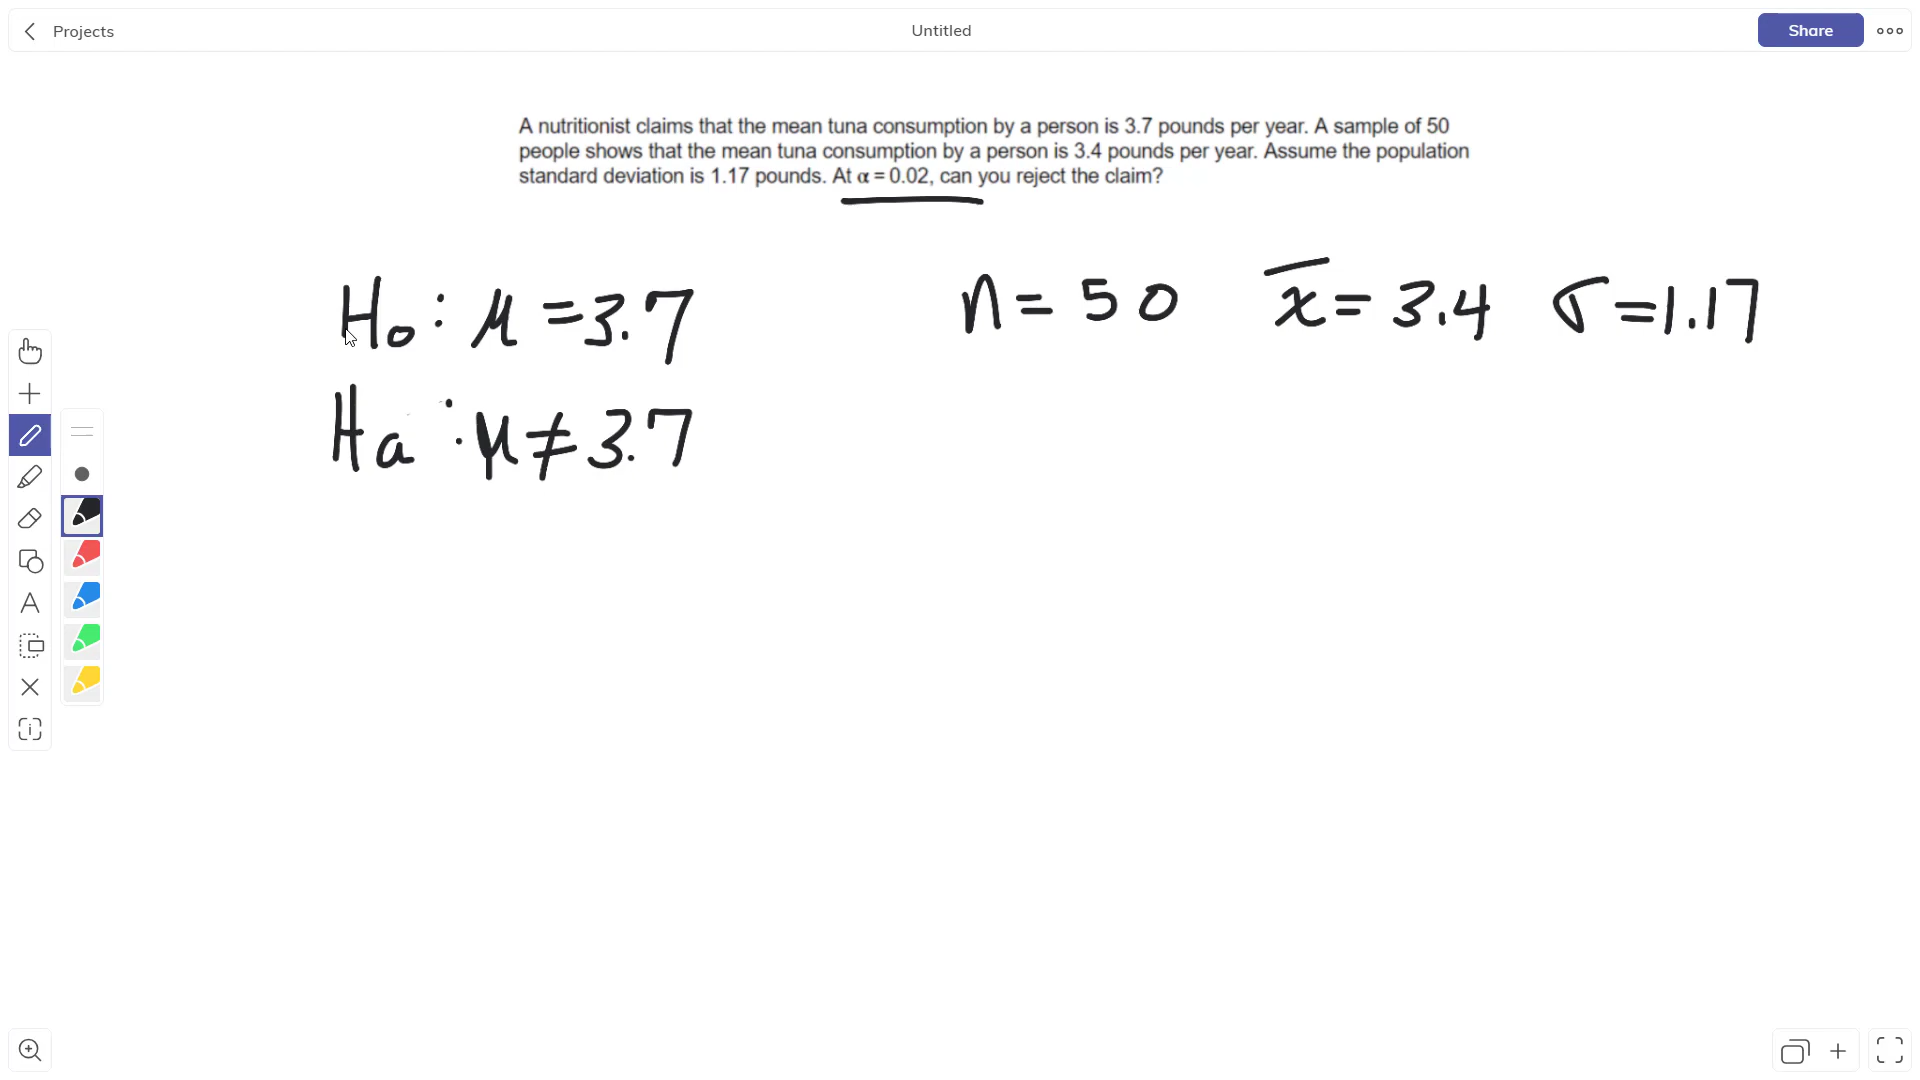 Projects
Untitled
Share
A nutritionist claims that the mean tuna consumption by a person is 3.7 pounds per year. A sample of 50
people shows that the mean tuna consumption by a person is 3.4 pounds per year. Assume the population
standard deviation is 1.17 pounds. At α = 0.02, can you reject the claim?
H₀ : μ = 3.7
n = 50
x̄ = 3.4
σ = 1.17
Hₐ : μ ≠ 3.7